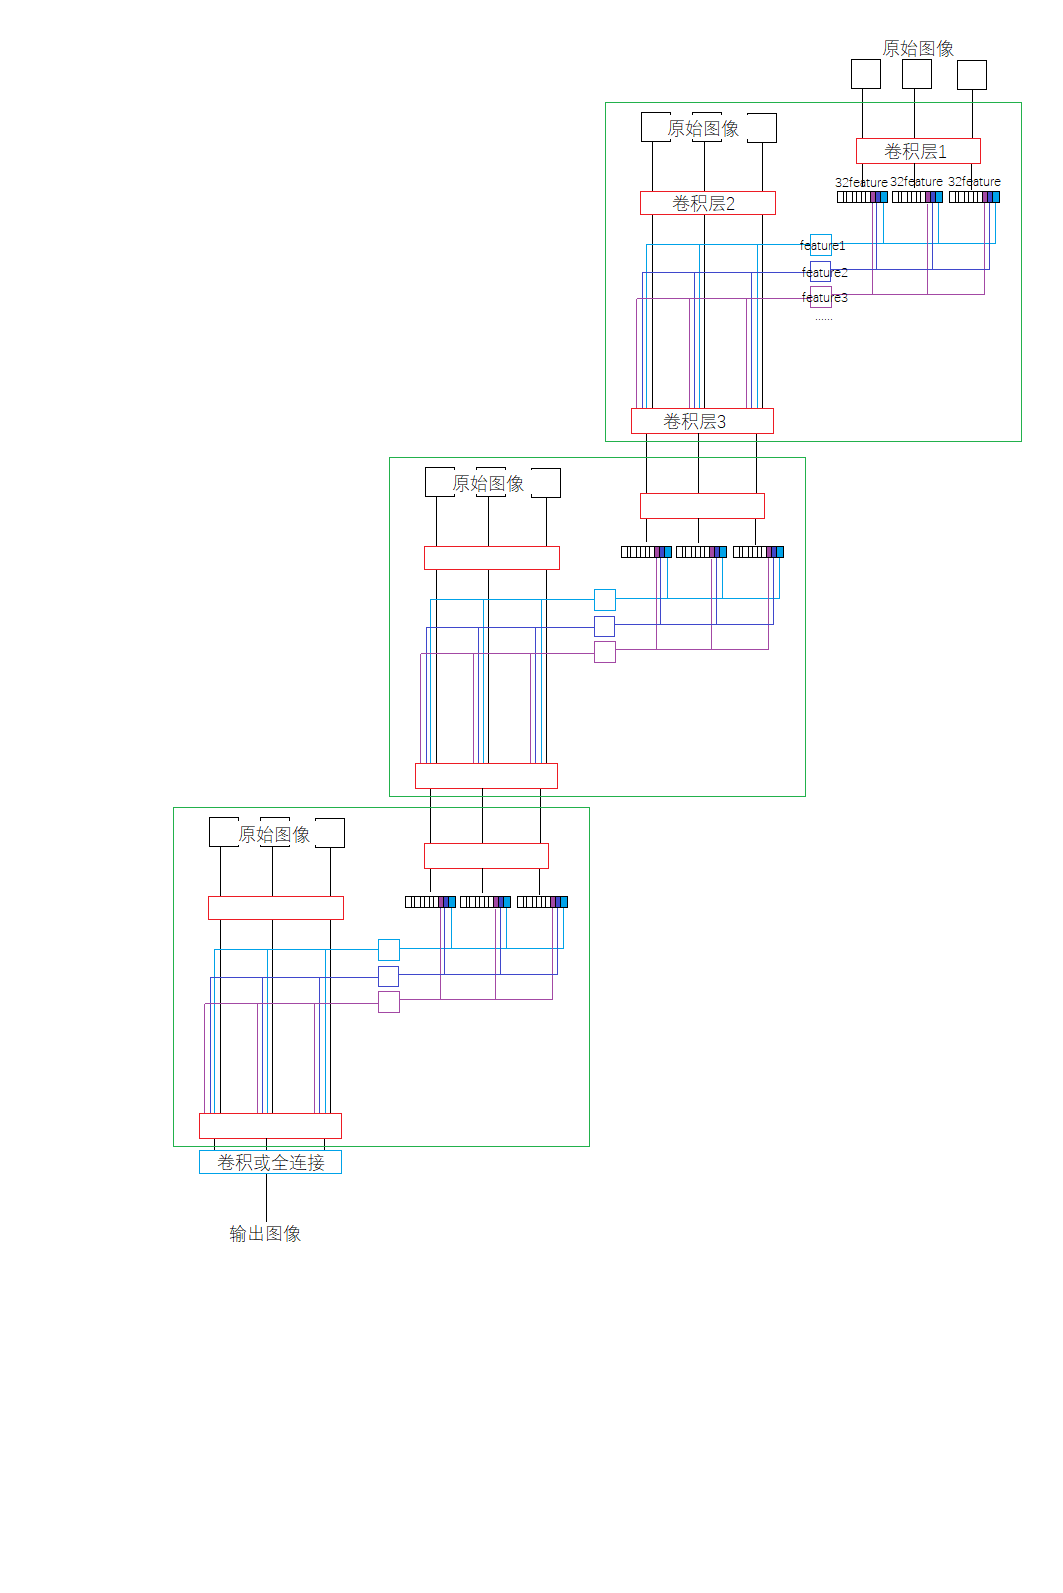 原始图像
原始图像
卷积层1
32feature 32feature 32feature
卷积层2
feature1
feature2
feature3
......
卷积层3
原始图像
原始图像
卷积或全连接
输出图像